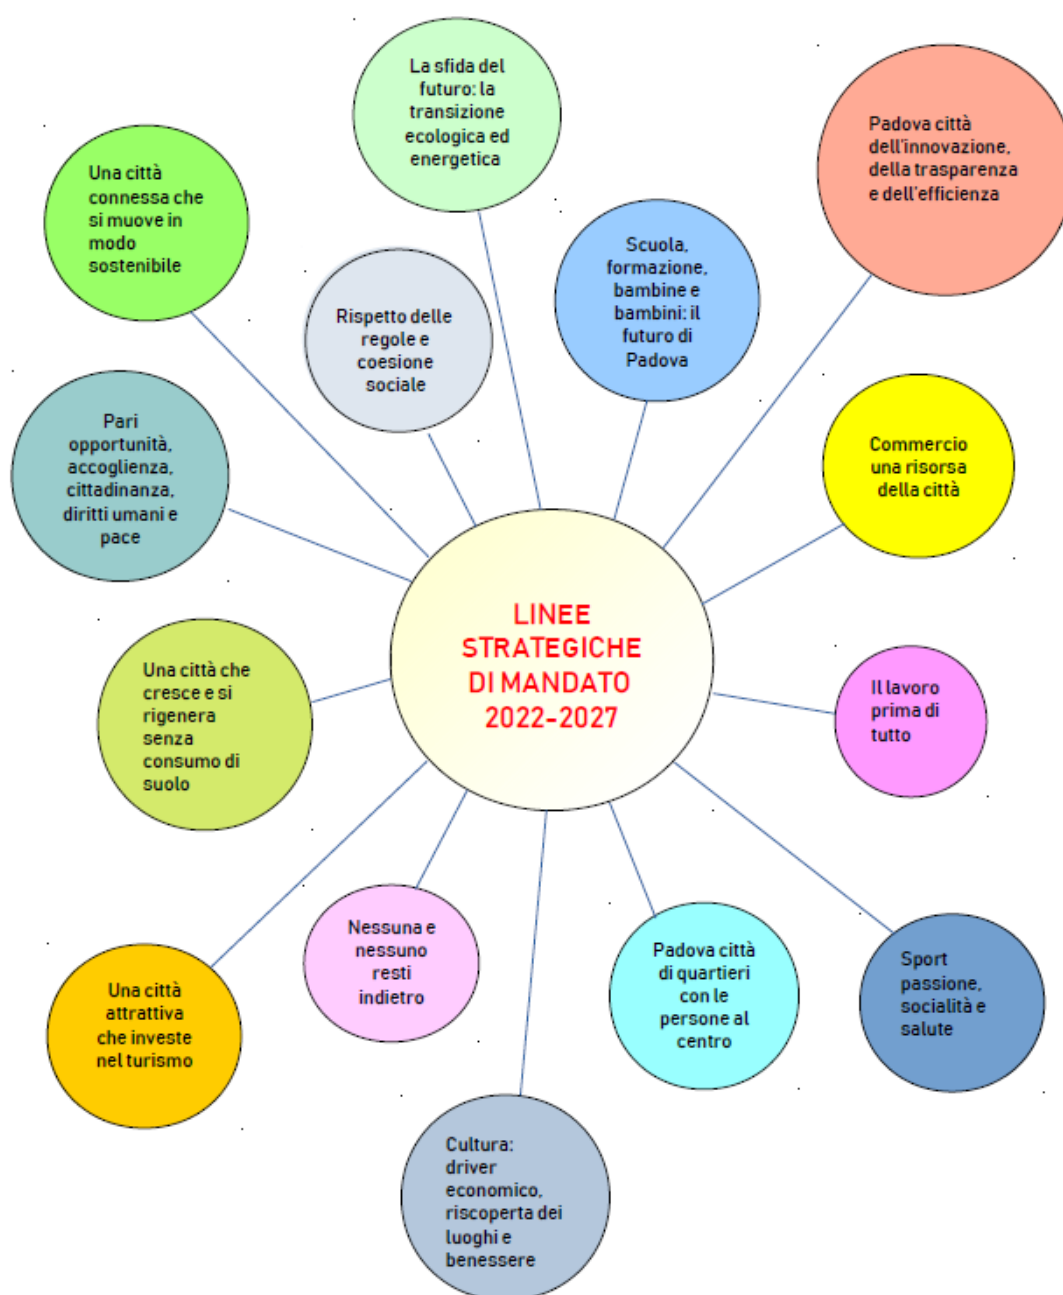 La sfida del
futuro: la
transizione
ecologica ed
energetica
Padova città
dell'innovazione,
della trasparenza
e dell'efficienza
Una città
connessa che
si muove in
modo
sostenibile
Scuola,
formazione,
bambine e
bambini: il
futuro di
Padova
Rispetto delle
regole e
coesione
sociale
Pari
opportunità,
accoglienza,
cittadinanza,
diritti umani e
pace
Commercio
una risorsa
della città
LINEE
STRATEGICHE
DI MANDATO
2022-2027
Una città che
cresce e si
rigenera
senza
consumo di
suolo
Il lavoro
prima di
tutto
Nessuna e
nessuno
resti
indietro
Padova città
di quartieri
con le
persone al
centro
Sport
passione,
socialità e
salute
Una città
attrattiva
che investe
nel turismo
Cultura:
driver
economico,
riscoperta dei
luoghi e
benessere